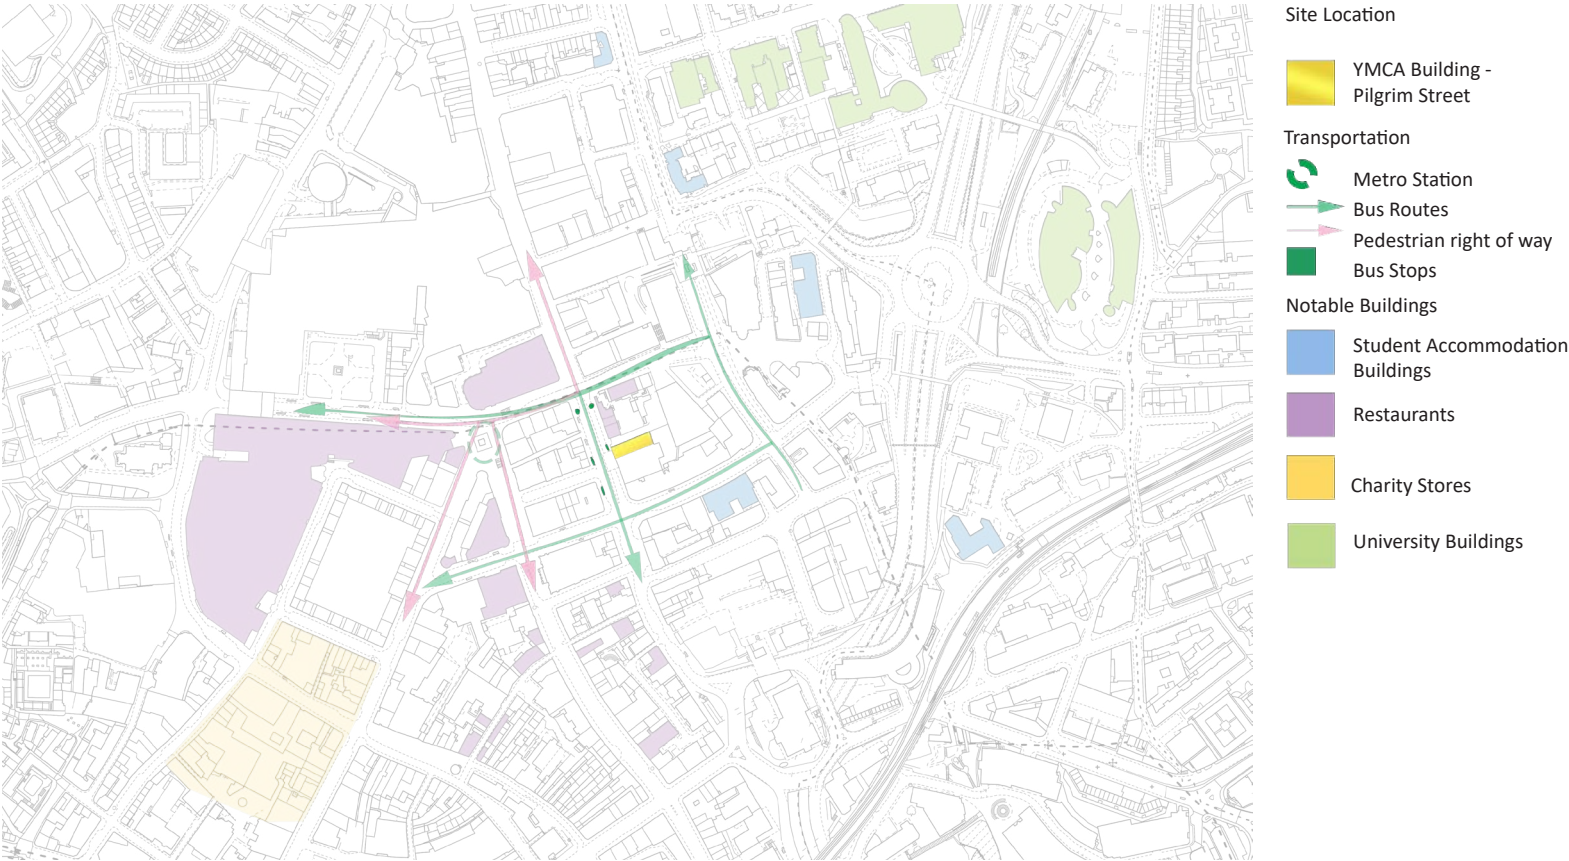 Site Location
YMCA Building -
Pilgrim Street
Transportation
Metro Station
Bus Routes
Pedestrian right of way
Bus Stops
Notable Buildings
Student Accommodation
Buildings
Restaurants
Charity Stores
University Buildings